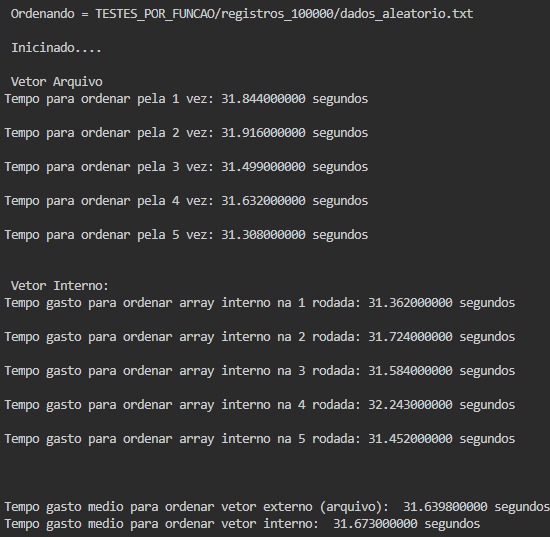 Ordenando = TESTES_POR_FUNCAO/registros_100000/dados_aleatorio.txt
Inicinado....
Vetor Arquivo
Tempo para ordenar pela 1 vez: 31.844000000 segundos
Tempo para ordenar pela 2 vez: 31.916000000 segundos
Tempo para ordenar pela 3 vez: 31.499000000 segundos
Tempo para ordenar pela 4 vez: 31.632000000 segundos
Tempo para ordenar pela 5 vez: 31.308000000 segundos
Vetor Interno:
Tempo gasto para ordenar array interno na 1 rodada: 31.362000000 segundos
Tempo gasto para ordenar array interno na 2 rodada: 31.724000000 segundos
Tempo gasto para ordenar array interno na 3 rodada: 31.584000000 segundos
Tempo gasto para ordenar array interno na 4 rodada: 32.243000000 segundos
Tempo gasto para ordenar array interno na 5 rodada: 31.452000000 segundos
Tempo gasto medio para ordenar vetor externo (arquivo):  31.639800000 segundos
Tempo gasto medio para ordenar vetor interno:  31.673000000 segundos